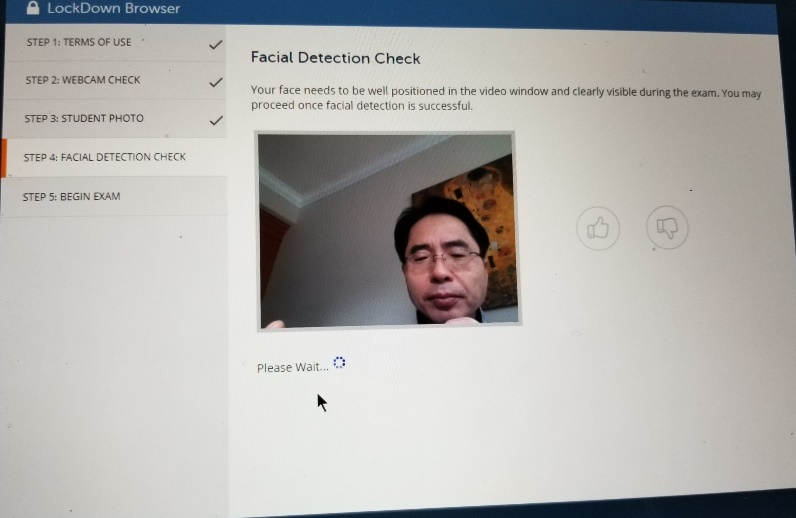 LockDown Browser
STEP 1: TERMS OF USE
STEP 2: WEBCAM CHECK
STEP 3: STUDENT PHOTO
STEP 4: FACIAL DETECTION CHECK
STEP 5: BEGIN EXAM
Facial Detection Check
Your face needs to be well positioned in the video window and clearly visible during the exam. You may
proceed once facial detection is successful.
Please Wait...